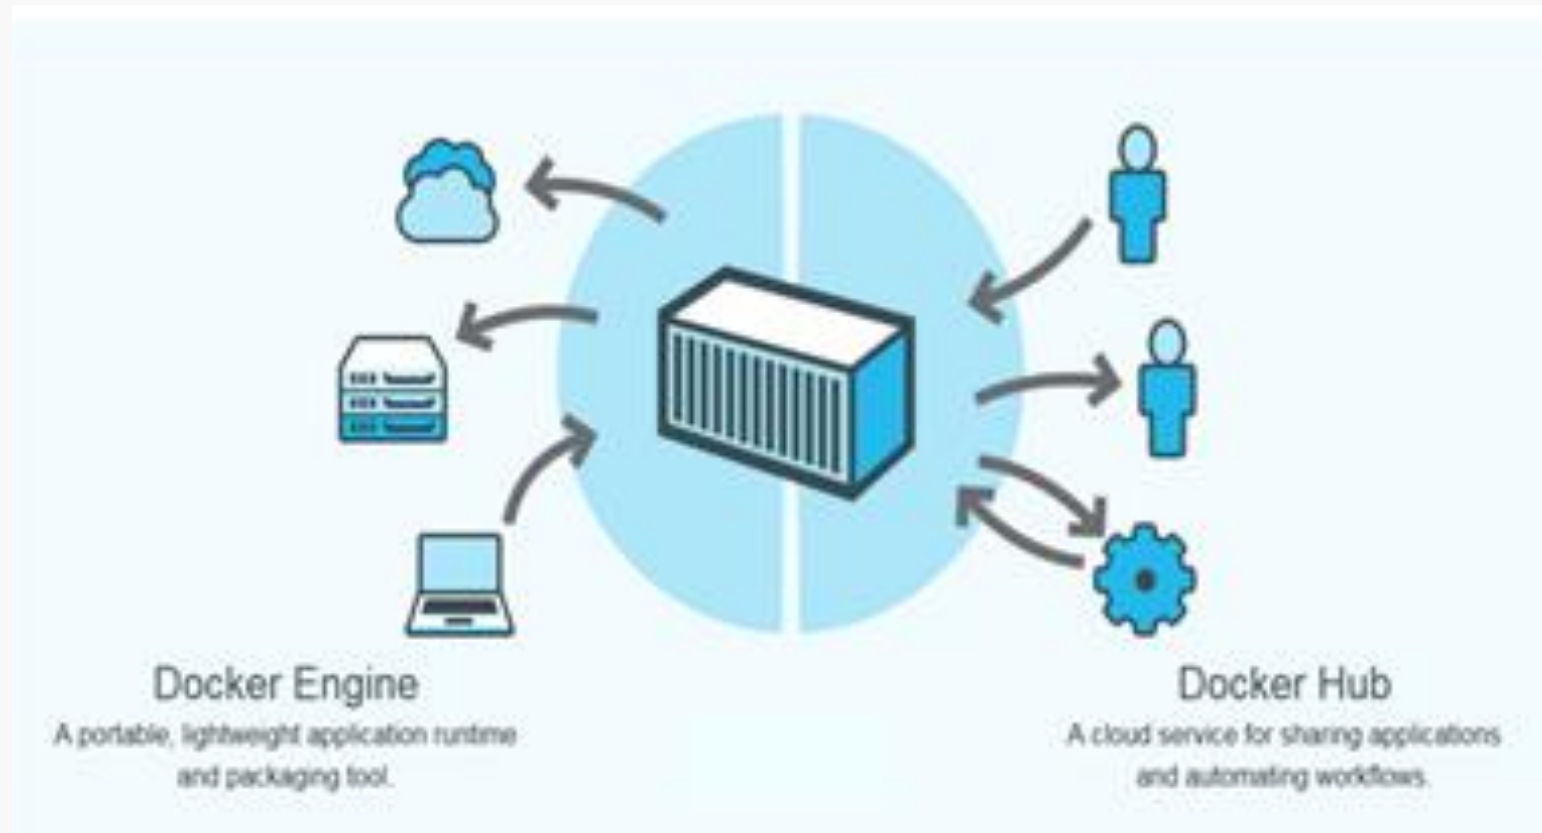 Docker Engine
A portable, lightweight application runtime
and packaging tool.
Docker Hub
A cloud service for sharing applications
and automating workflows.